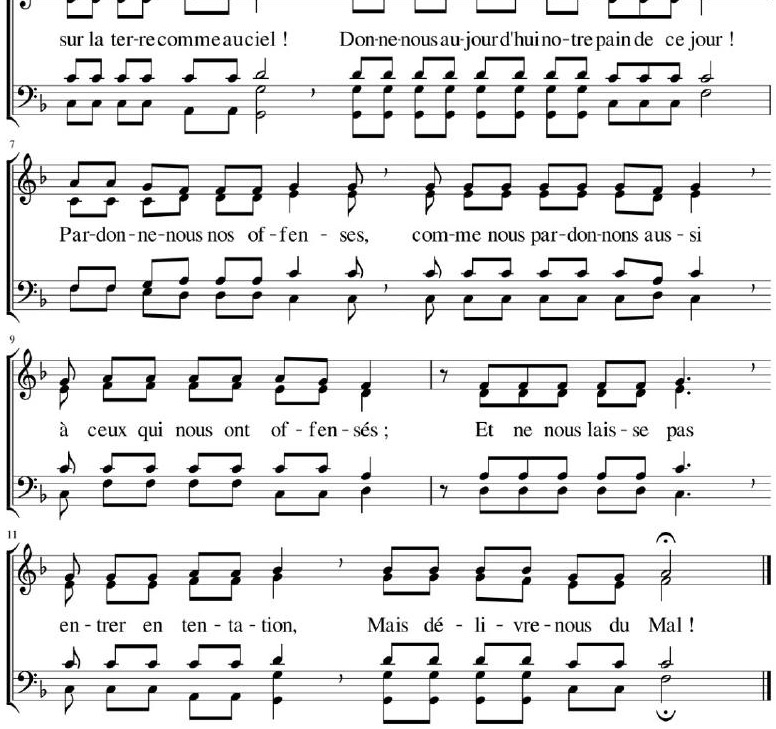 sur la ter-re comme au ciel ! Don-ne-nous au-jourd'hui no-tre pain de ce jour !
7
Par-don-ne-nous nos of-fen-ses, com-me nous par-don-nons aus-si
9
à ceux qui nous ont of-fen-sés ; Et ne nous lais-se pas
11
en-trer en ten-ta-tion, Mais dé-li-vre-nous du Mal !